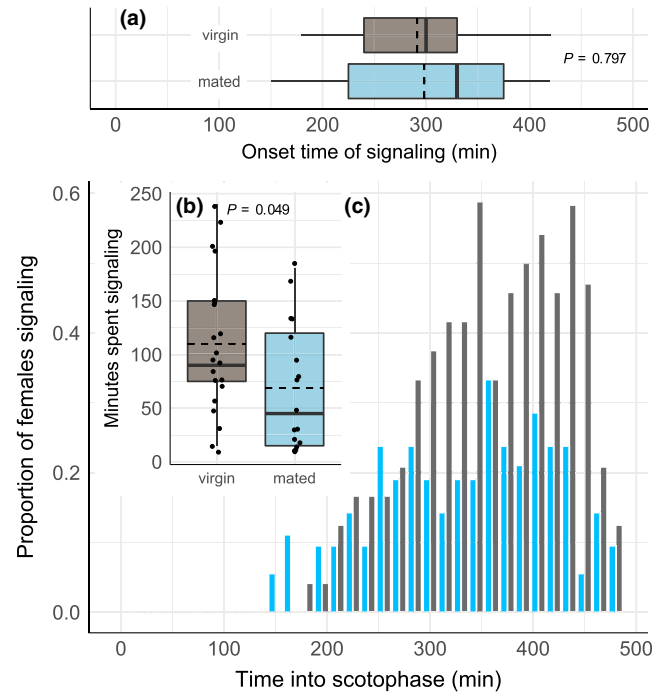 (a)
virgin
mated
P = 0.797
0 100 200 300 400 500
Onset time of signaling (min)
Proportion of females signaling
0.6
0.4
0.2
0.0
(b)
P = 0.049
Minutes spent signaling
250
200
150
100
50
0
virgin mated
(c)
0 100 200 300 400 500
Time into scotophase (min)